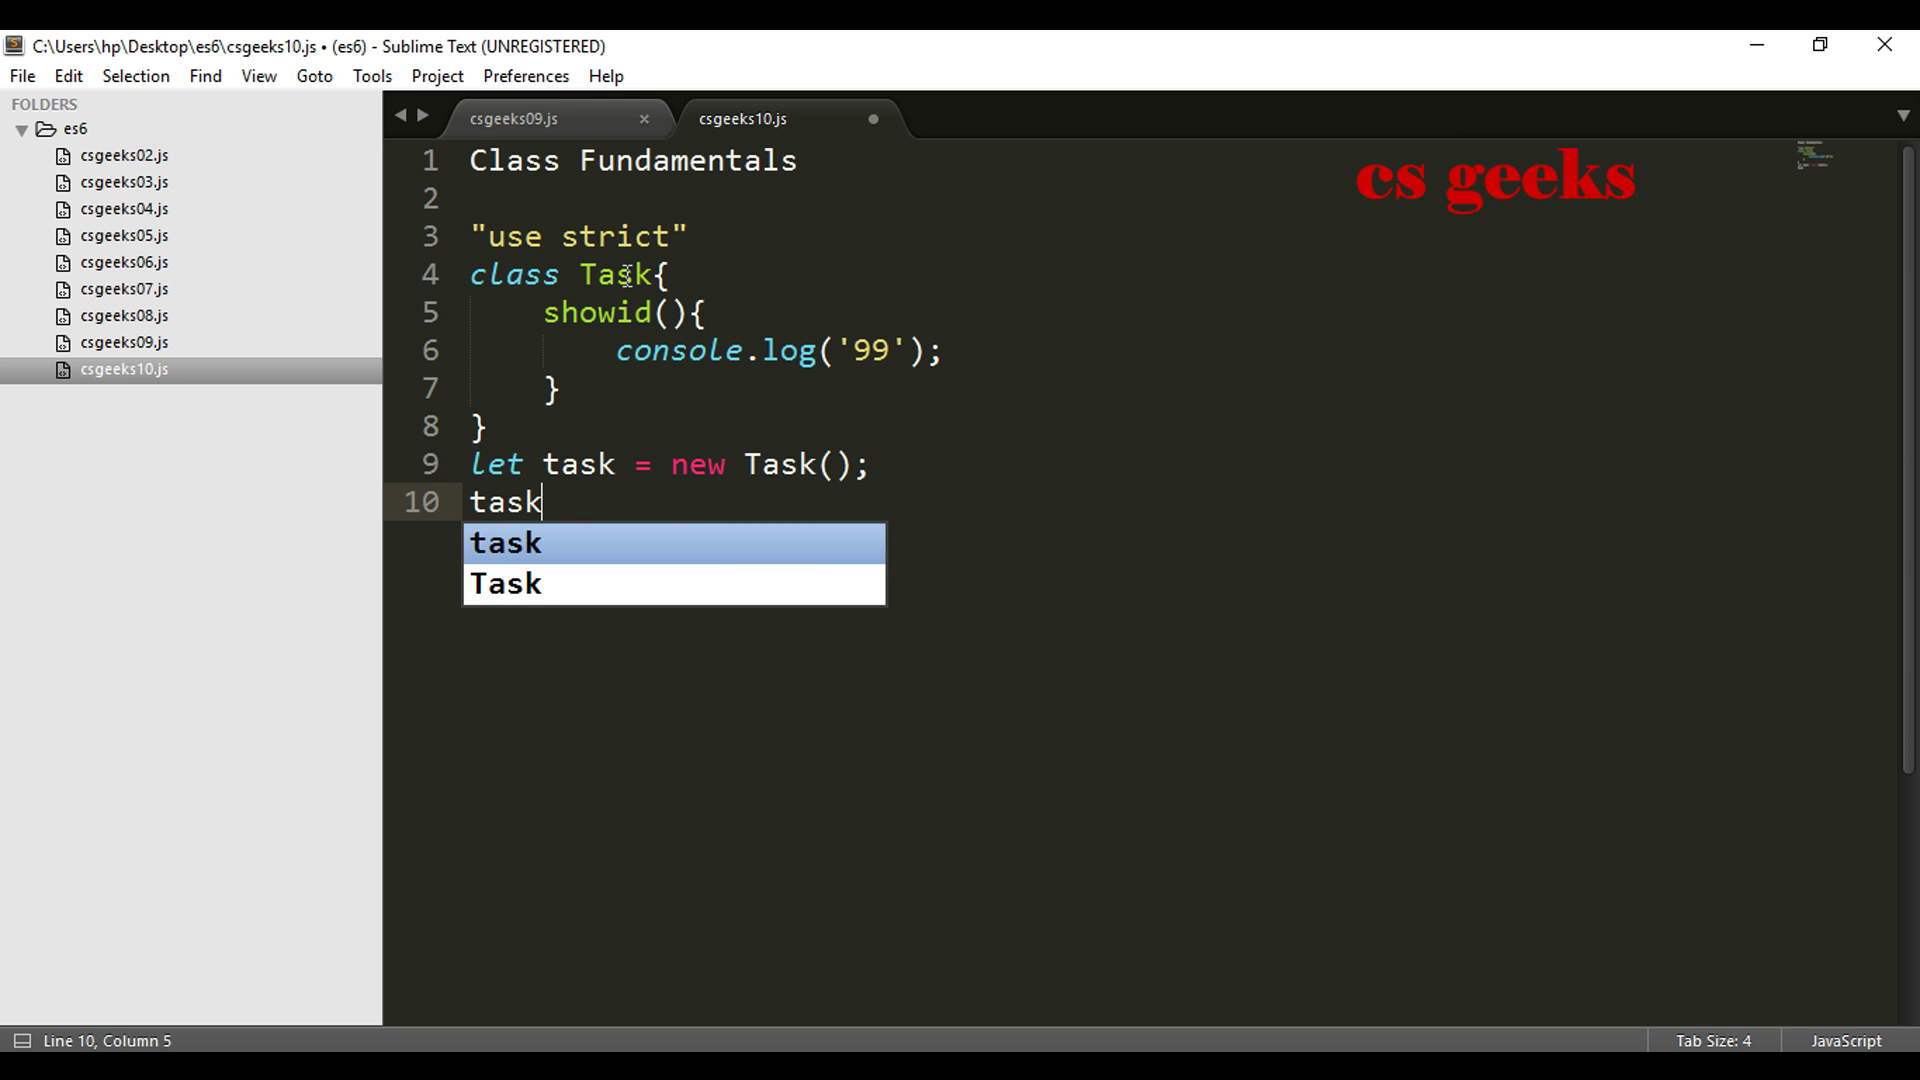 C:\Users\hp\Desktop\es6\csgeeks10.js • (es6) - Sublime Text (UNREGISTERED)
File Edit Selection Find View Goto Tools Project Preferences Help
FOLDERS
es6
csgeeks02.js
csgeeks03.js
csgeeks04.js
csgeeks05.js
csgeeks06.js
csgeeks07.js
csgeeks08.js
csgeeks09.js
csgeeks10.js
csgeeks09.js × csgeeks10.js
cs geeks
1 Class Fundamentals
2
3 "use strict"
4 class Task{
5 showid(){
6 console.log('99');
7 }
8 }
9 let task = new Task();
10 task
task
Task
Line 10, Column 5 Tab Size: 4 JavaScript